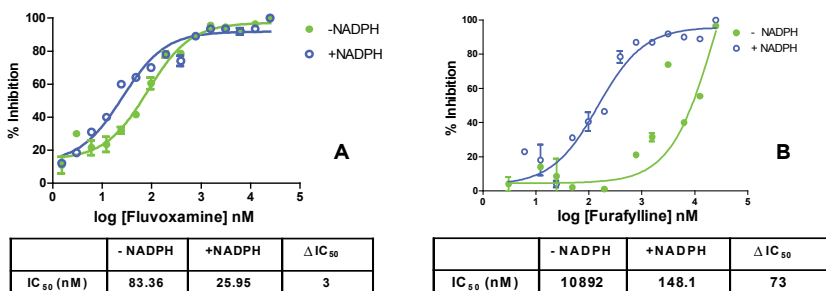 -NADPH
+NADPH
100
80
60
40
20
0
0 1 2 3 4 5
% Inhibition
log [Fluvoxamine] nM
A
- NADPH
+ NADPH
100
80
60
40
20
0
0 1 2 3 4 5
% Inhibition
log [Furafylline] nM
B
- NADPH +NADPH Δ IC50
IC50 (nM) 83.36 25.95 3
- NADPH +NADPH Δ IC50
IC50 (nM) 10892 148.1 73